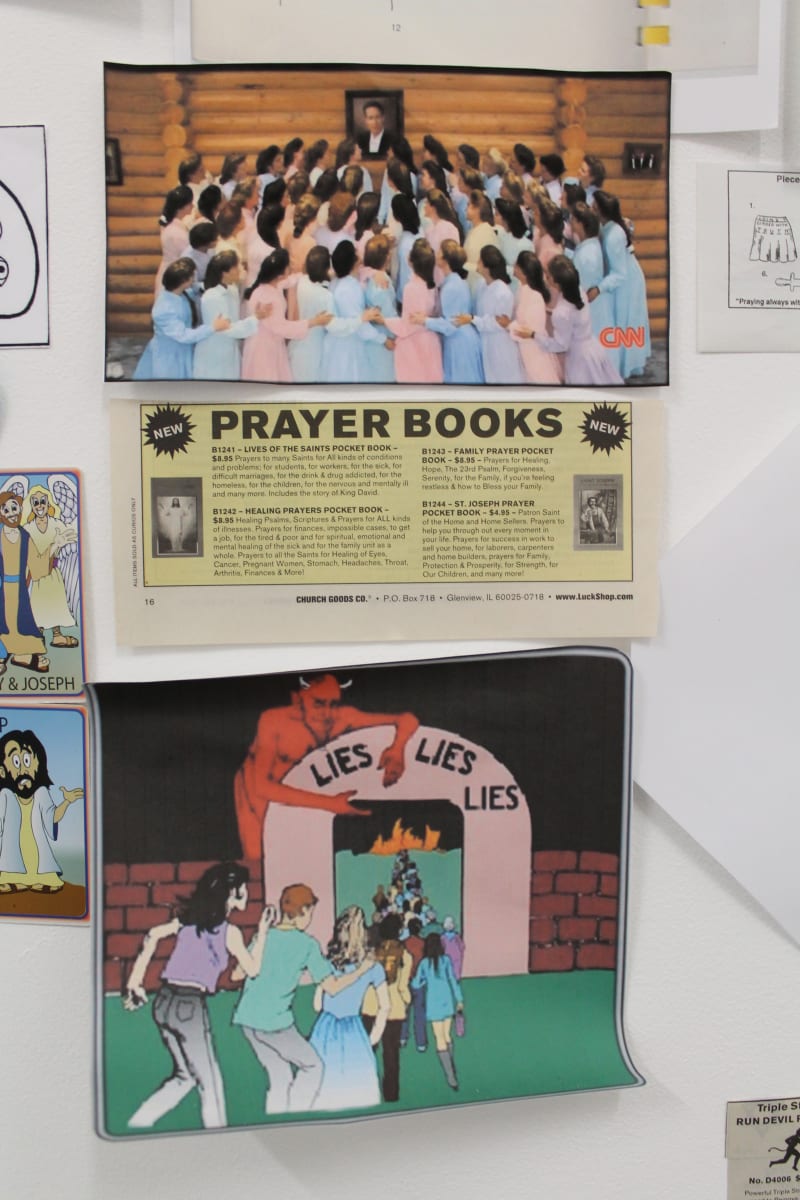 12
CNN
Piece
1.
6.
"Praying always wit
NEW
PRAYER BOOKS
NEW
B1241 – LIVES OF THE SAINTS POCKET BOOK –
$8.95 Prayers to many Saints for All kinds of conditions
and problems; for students, for workers, for the sick, for
difficult marriages, for the drink & drug addicted, for the
homeless, for the children, for the nervous and mentally ill
and many more. Includes the story of King David.
B1242 – HEALING PRAYERS POCKET BOOK –
$8.95 Healing Psalms, Scriptures & Prayers for ALL kinds
of illnesses. Prayers for finances, impossible cases, to get
a job, for the tired & poor and for spiritual, emotional and
mental healing of the sick and for the family unit as a
whole. Prayers to all the Saints for Healing of Eyes,
Cancer, Pregnant Women, Stomach, Headaches, Throat,
Arthritis, Finances & More!
B1243 – FAMILY PRAYER POCKET
BOOK – $8.95 – Prayers for Healing,
Hope, The 23rd Psalm, Forgiveness,
Serenity, for the Family, if you're feeling
restless & how to Bless your Family.
B1244 – ST. JOSEPH PRAYER
POCKET BOOK – $4.95 – Patron Saint
of the Home and Home Sellers. Prayers to
help you through out every moment in
your life. Prayers for success in work to
sell your home, for laborers, carpenters
and home builders, prayers for Family,
Protection & Prosperity, for Strength, for
Our Children, and many more!
ALL ITEMS SOLD AS CURIOS ONLY
16
CHURCH GOODS CO.® • P.O. Box 718 • Glenview, IL 60025-0718 • www.LuckShop.com
Y & JOSEPH
P
LIES LIES
LIES
Triple St
RUN DEVIL R
No. D4006 $